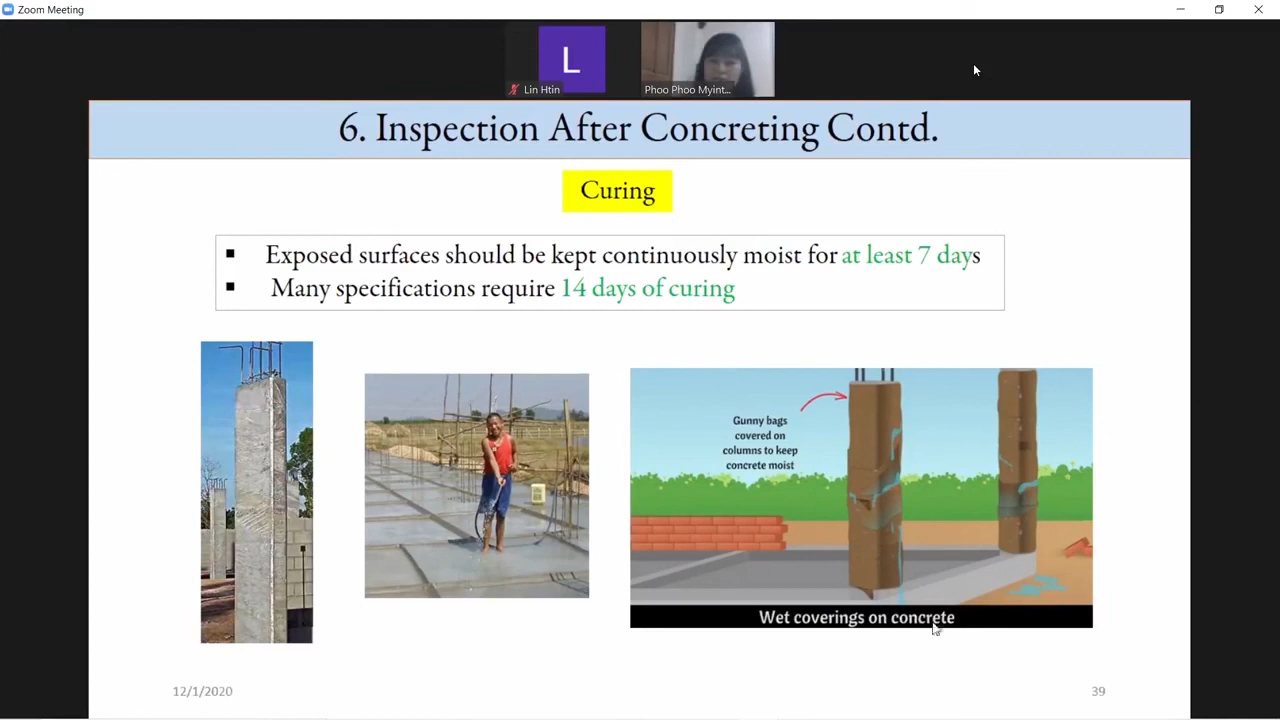 Zoom Meeting
L
Lin Htin
Phoo Phoo Myint...
6. Inspection After Concreting Contd.
Curing
▪ Exposed surfaces should be kept continuously moist for at least 7 days
▪ Many specifications require 14 days of curing
Gunny bags
covered on
columns to keep
concrete moist
Wet coverings on concrete
12/1/2020
39